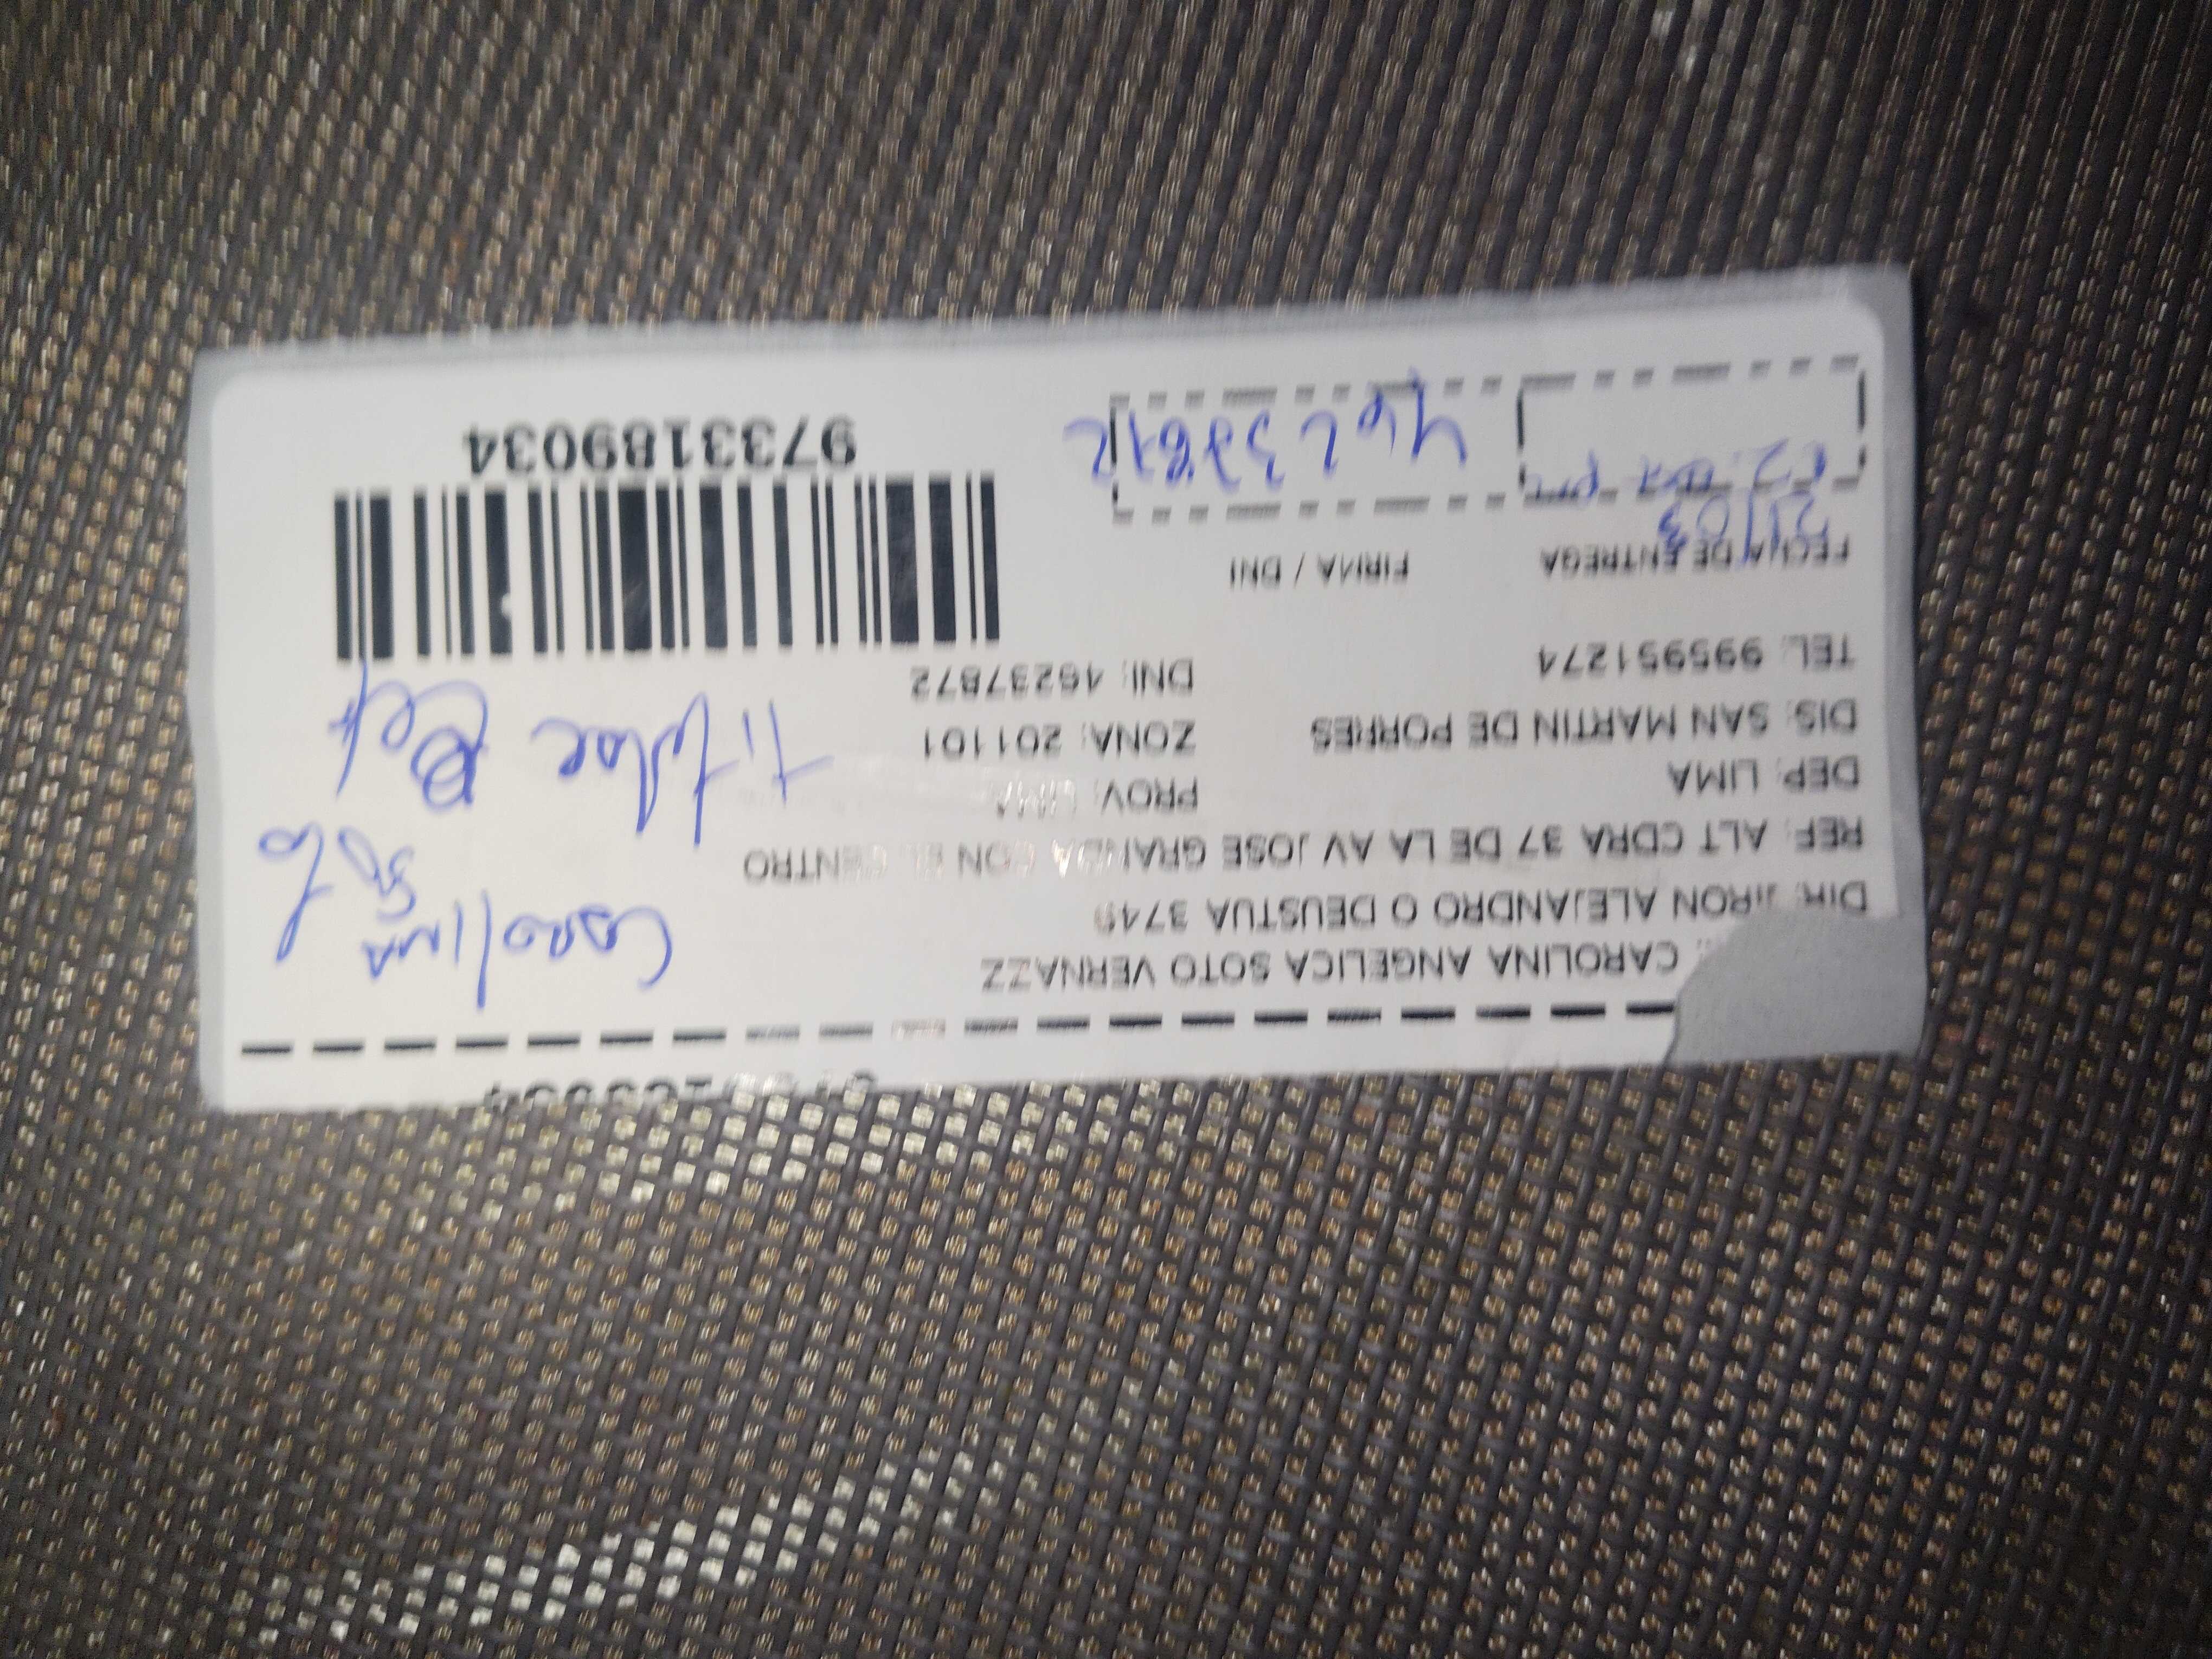 CAROLINA ANGELICA SOTO VERNAZZ
Carolina
Soto
DIR: JIRON ALEJANDRO O DEUSTUA 3749
REF: ALT CDRA 37 DE LA AV JOSE GRANDA CON EL CENTRO
DEP: LIMA PROV: LIMA
DIS: SAN MARTIN DE PORRES ZONA: 201101
Titular
TEL: 995951274 DNI: 46237872
FECHA DE ENTREGA FIRMA / DNI
21/03
46237872
9733189034